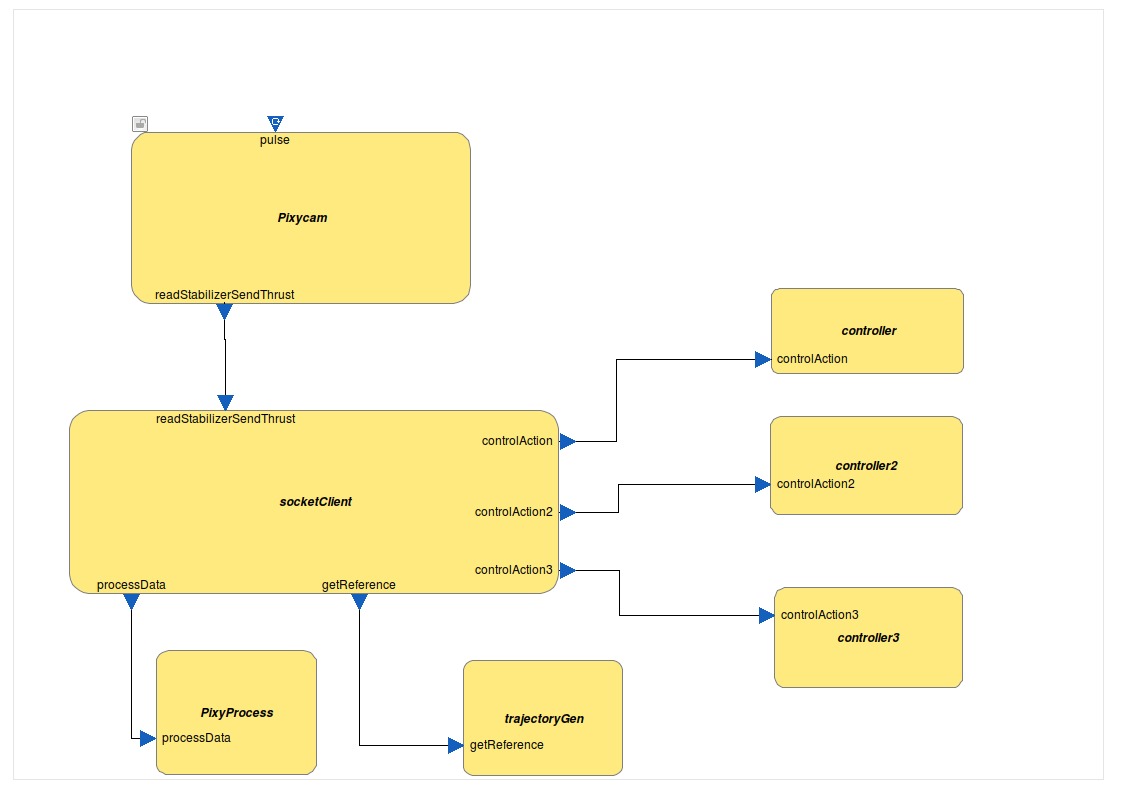 pulse
Pixycam
readStabilizerSendThrust
controller
controlAction
readStabilizerSendThrust
controlAction
controller2
controlAction2
socketClient
controlAction2
controlAction3
processData
getReference
controlAction3
controller3
PixyProcess
processData
trajectoryGen
getReference